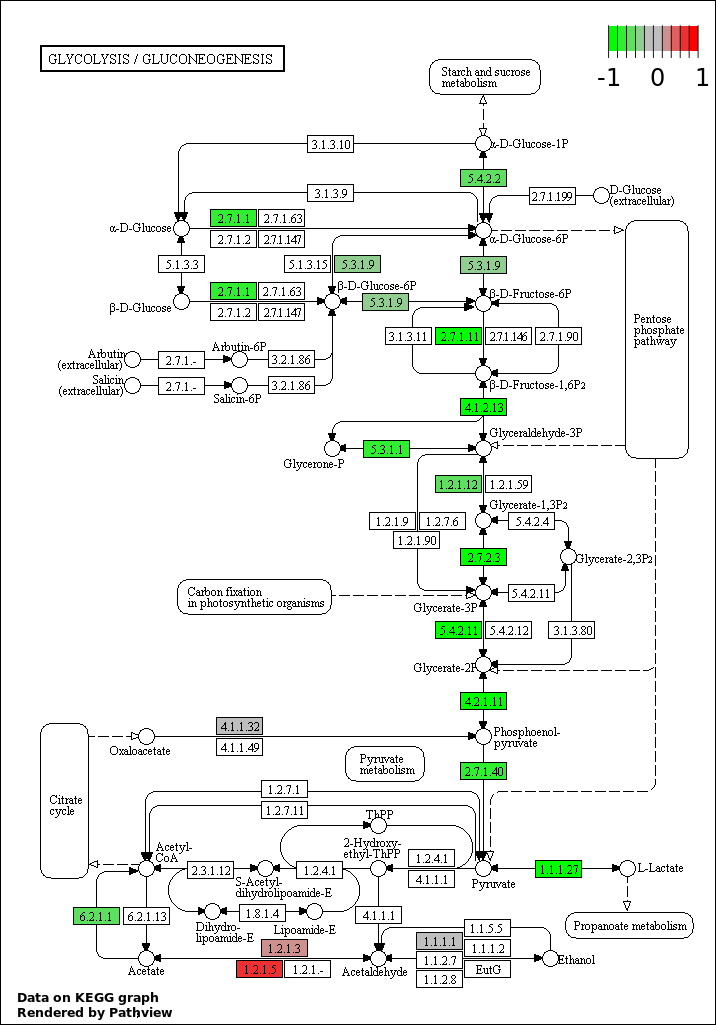 -1 0 1
GLYCOLYSIS / GLUCONEOGENESIS
Starch and sucrose
metabolism
3.1.3.10
α-D-Glucose-1P
5.4.2.2
3.1.3.9
2.7.1.199
D-Glucose
(extracellular)
2.7.1.1
2.7.1.63
α-D-Glucose
2.7.1.2
2.7.1.147
α-D-Glucose-6P
5.1.3.3
5.1.3.15
5.3.1.9
5.3.1.9
2.7.1.1
2.7.1.63
β-D-Glucose-6P
β-D-Glucose
2.7.1.2
2.7.1.147
5.3.1.9
β-D-Fructose-6P
Pentose
phosphate
pathway
3.1.3.11
2.7.1.11
2.7.1.146
2.7.1.90
Arbutin
(extracellular)
2.7.1.-
Arbutin-6P
3.2.1.86
Salicin
(extracellular)
2.7.1.-
Salicin-6P
3.2.1.86
β-D-Fructose-1,6P2
4.1.2.13
Glyceraldehyde-3P
5.3.1.1
Glycerone-P
1.2.1.12
1.2.1.59
Glycerate-1,3P2
1.2.1.9
1.2.7.6
5.4.2.4
1.2.1.90
2.7.2.3
Glycerate-2,3P2
Carbon fixation
in photosynthetic organisms
5.4.2.11
Glycerate-3P
5.4.2.11
5.4.2.12
3.1.3.80
Glycerate-2P
4.2.1.11
4.1.1.32
Oxaloacetate
4.1.1.49
Phosphoenol-
pyruvate
Pyruvate
metabolism
2.7.1.40
Citrate
cycle
1.2.7.1
1.2.7.11
ThPP
Acetyl-
CoA
2-Hydroxy-
ethyl-ThPP
1.2.4.1
2.3.1.12
1.2.4.1
4.1.1.1
1.1.1.27
L-Lactate
S-Acetyl-
dihydrolipoamide-E
Pyruvate
6.2.1.1
6.2.1.13
1.8.1.4
4.1.1.1
Dihydro-
lipoamide-E
Lipoamide-E
Propanoate metabolism
1.1.5.5
1.2.1.3
1.1.1.1
1.1.1.2
1.2.1.5
1.2.1.-
1.1.2.7
EutG
Ethanol
Acetate
Acetaldehyde
1.1.2.8
Data on KEGG graph
Rendered by Pathview